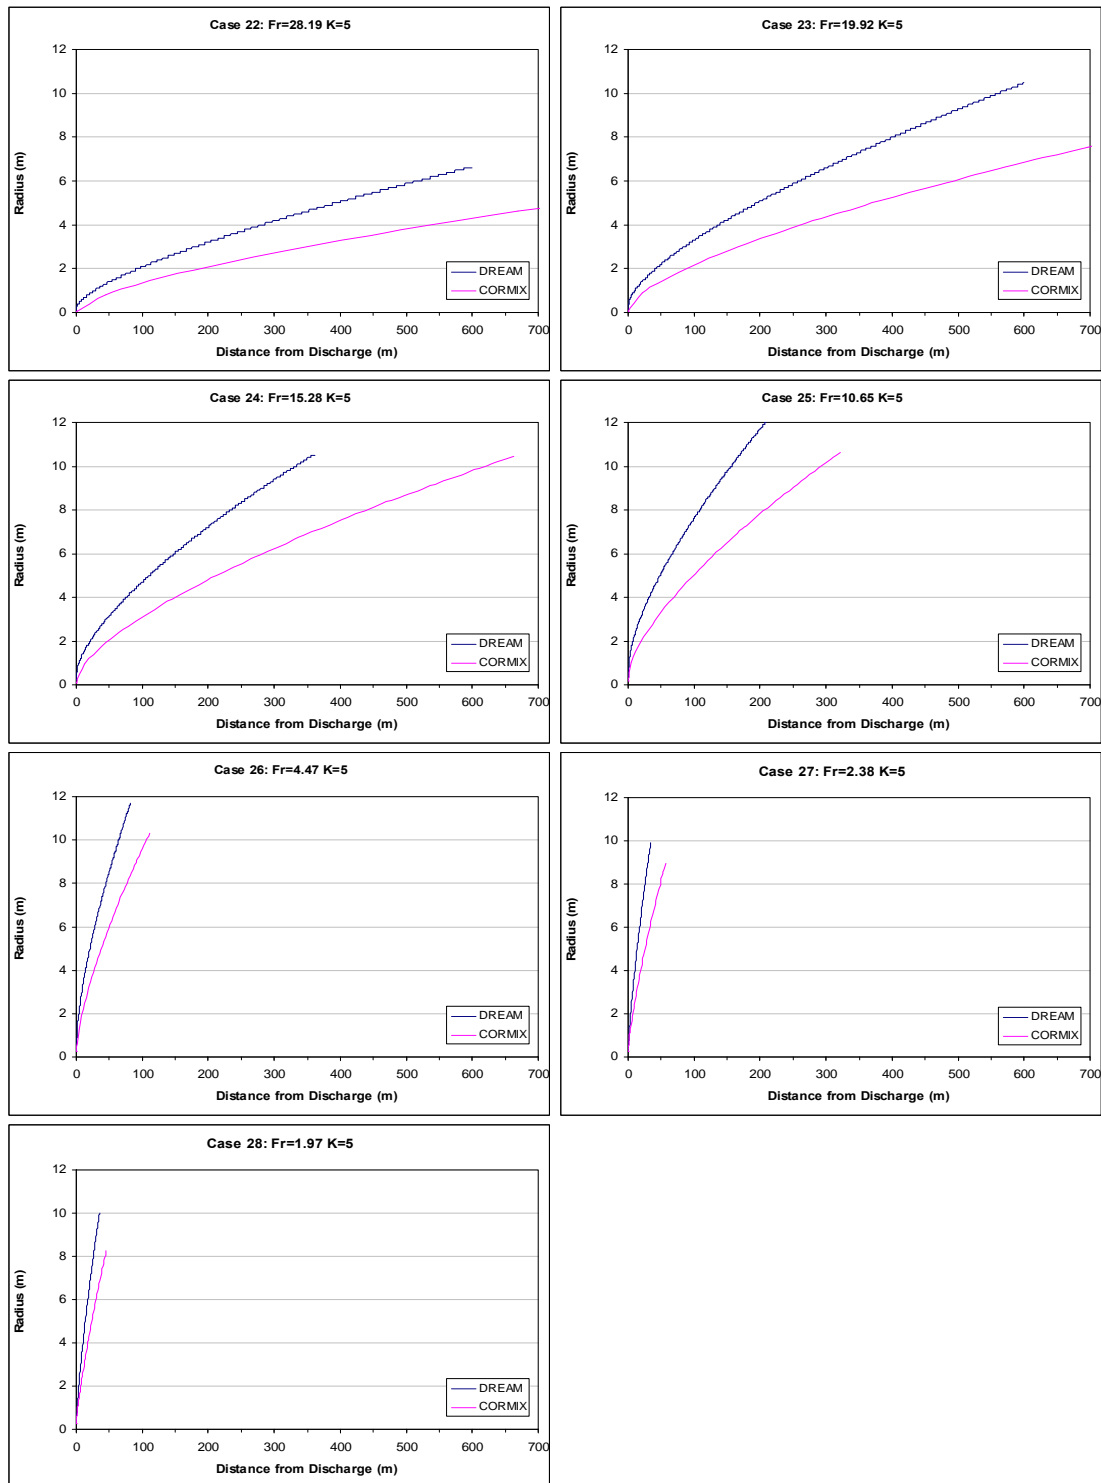 Case 22: Fr=28.19 K=5
12
10
8
6
4
2
0
Radius (m)
DREAM
CORMIX
0 100 200 300 400 500 600 700
Distance from Discharge (m)
Case 23: Fr=19.92 K=5
12
10
8
6
4
2
0
Radius (m)
DREAM
CORMIX
0 100 200 300 400 500 600 700
Distance from Discharge (m)
Case 24: Fr=15.28 K=5
12
10
8
6
4
2
0
Radius (m)
DREAM
CORMIX
0 100 200 300 400 500 600 700
Distance from Discharge (m)
Case 25: Fr=10.65 K=5
12
10
8
6
4
2
0
Radius (m)
DREAM
CORMIX
0 100 200 300 400 500 600 700
Distance from Discharge (m)
Case 26: Fr=4.47 K=5
12
10
8
6
4
2
0
Radius (m)
DREAM
CORMIX
0 100 200 300 400 500 600 700
Distance from Discharge (m)
Case 27: Fr=2.38 K=5
12
10
8
6
4
2
0
Radius (m)
DREAM
CORMIX
0 100 200 300 400 500 600 700
Distance from Discharge (m)
Case 28: Fr=1.97 K=5
12
10
8
6
4
2
0
Radius (m)
DREAM
CORMIX
0 100 200 300 400 500 600 700
Distance from Discharge (m)